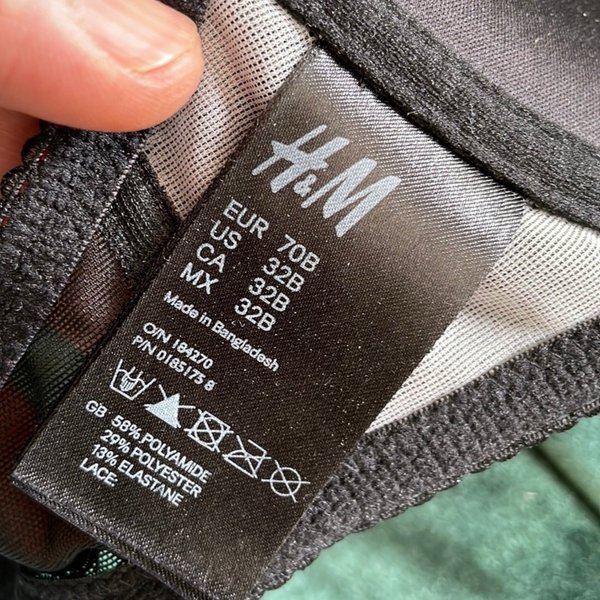 H&M
EUR 70B
US 32B
CA 32B
MX 32B
Made in Bangladesh
O/N 184270
P/N 0185175 8
GB 58% POLYAMIDE
29% POLYESTER
13% ELASTANE
LACE: